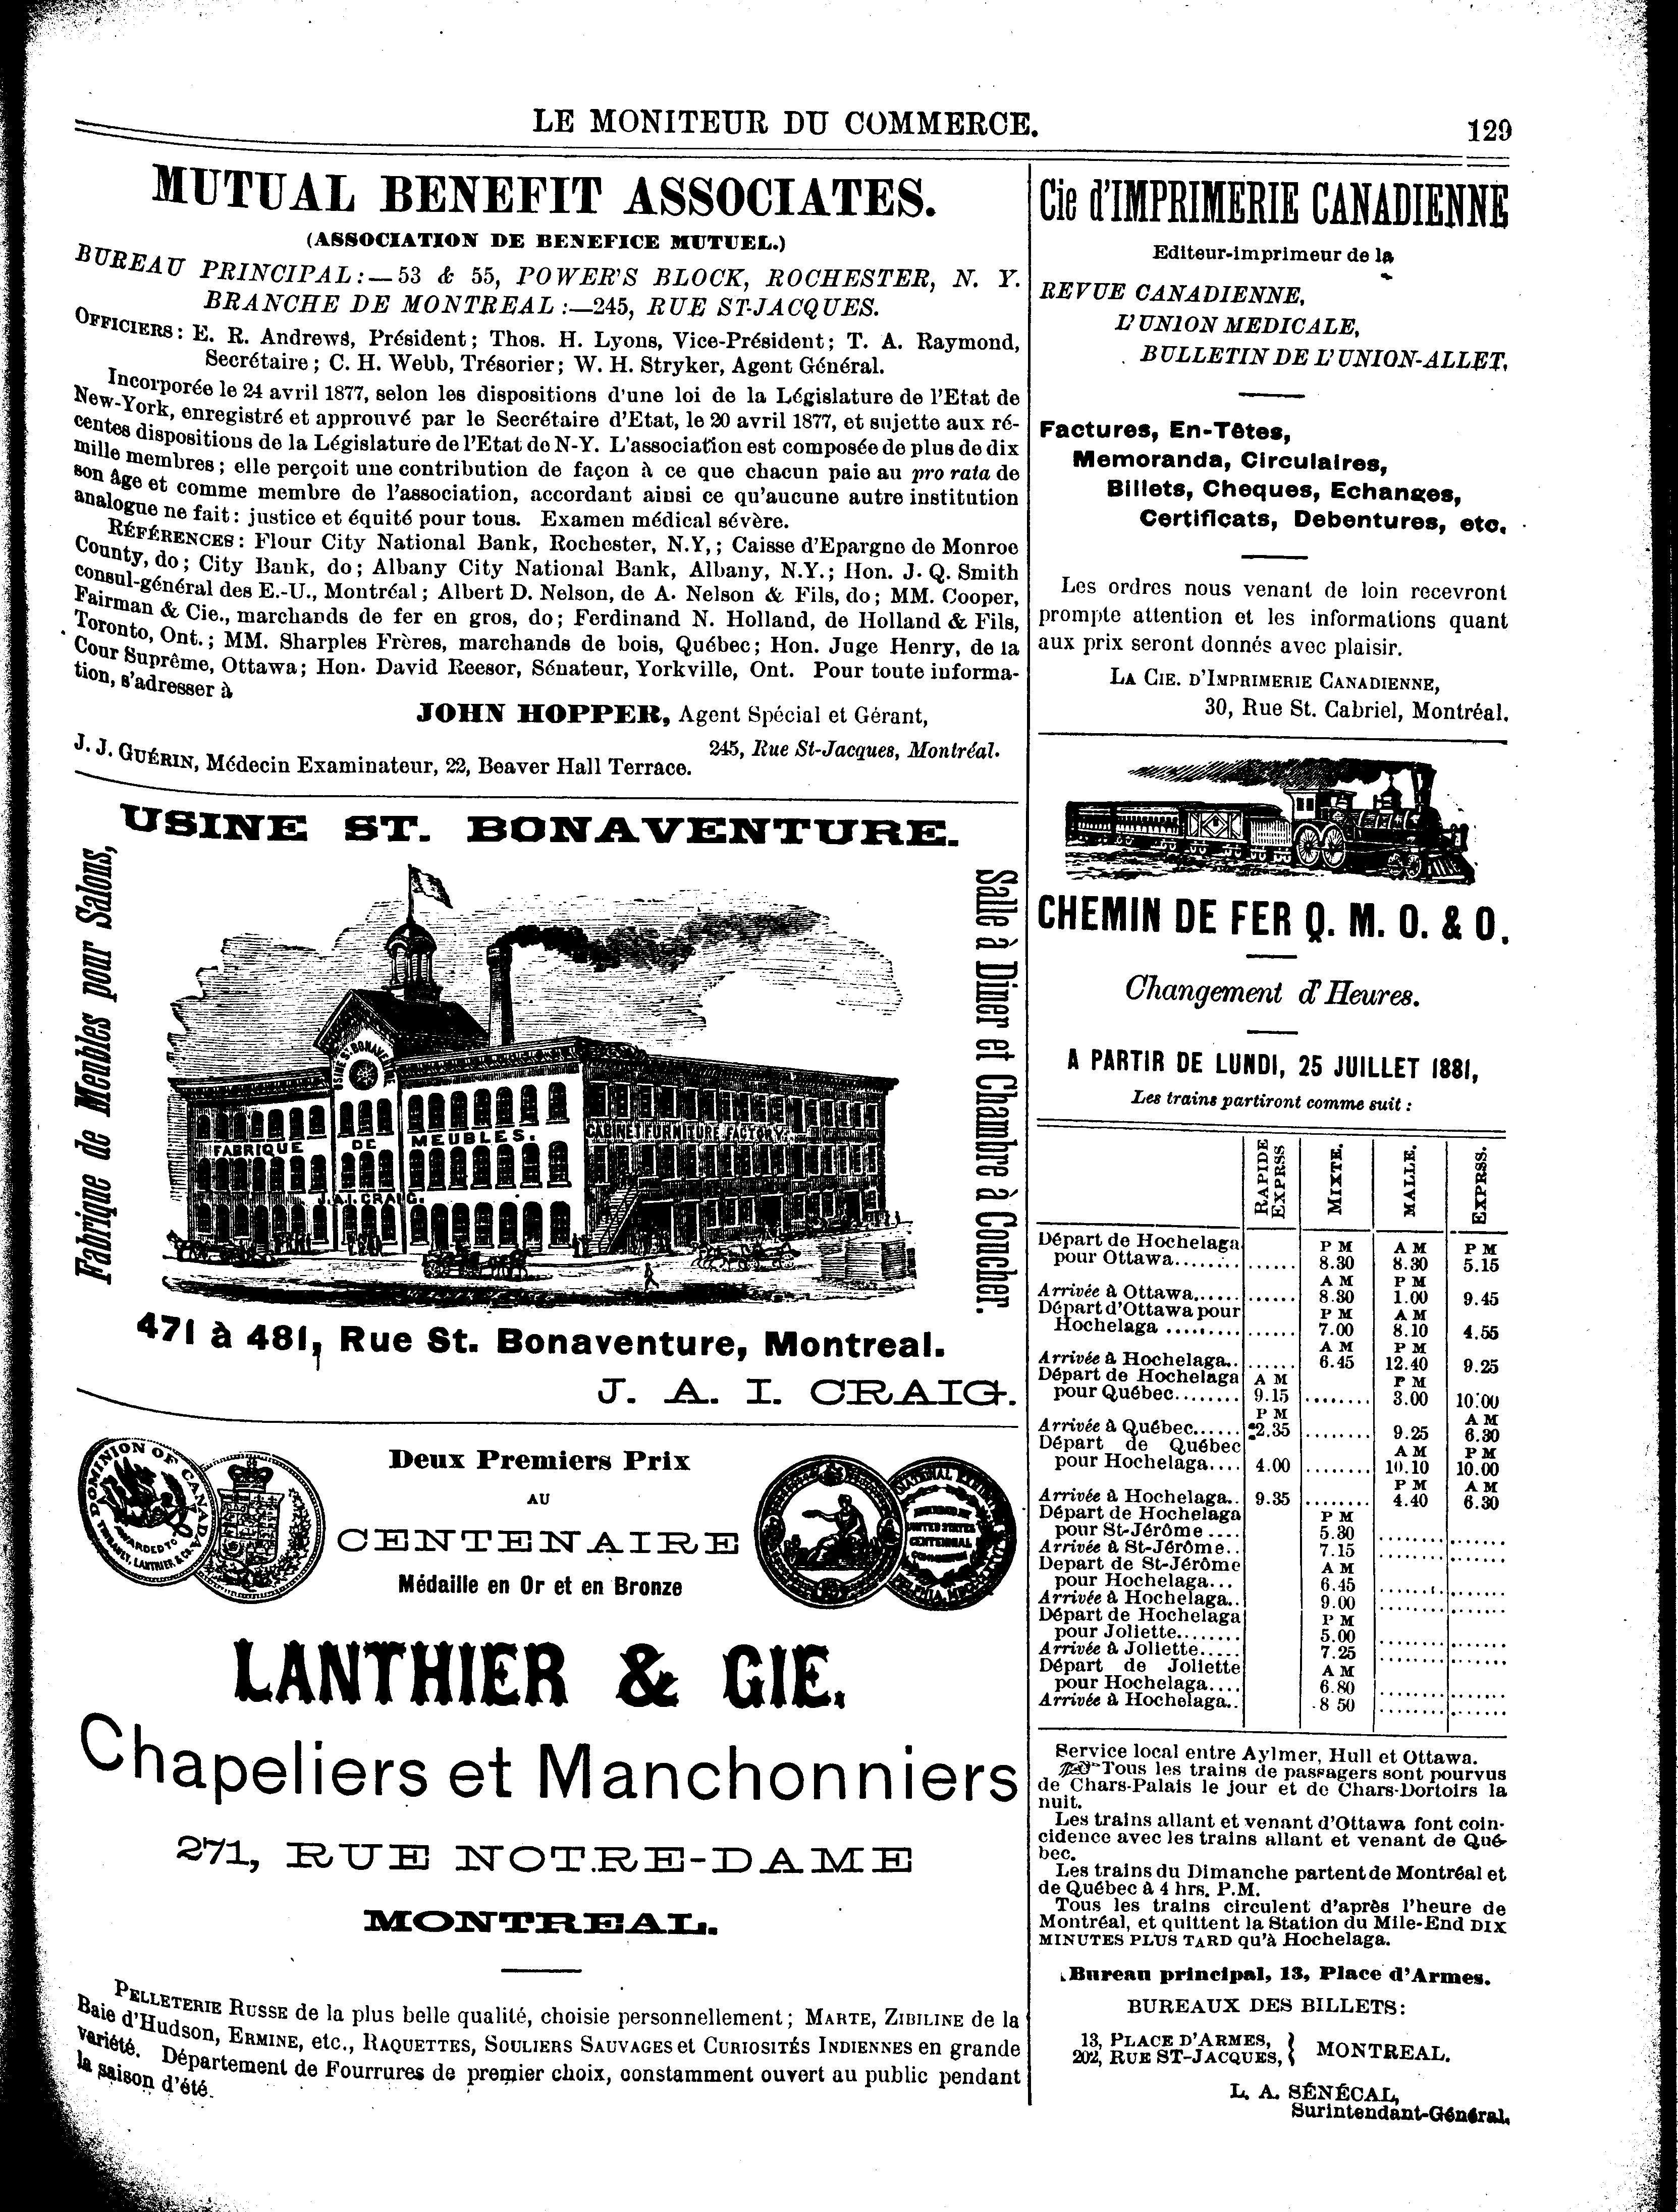 LE MONITEUR DU COMMERCE.
129
MUTUAL BENEFIT ASSOCIATES.
(ASSOCIATION DE BENEFICE MUTUEL.)
BUREAU PRINCIPAL:—53 & 55, POWER'S BLOCK, ROCHESTER, N. Y.
BRANCHE DE MONTREAL:—245, RUE ST-JACQUES.
OFFICIERS: E. R. Andrews, Président; Thos. H. Lyons, Vice-Président; T. A. Raymond,
Secrétaire; C. H. Webb, Trésorier; W. H. Stryker, Agent Général.
Incorporée le 24 avril 1877, selon les dispositions d'une loi de la Législature de l'Etat de
New-York, enregistré et approuvé par le Secrétaire d'Etat, le 20 avril 1877, et sujette aux ré-
centes dispositions de la Législature de l'Etat de N-Y. L'association est composée de plus de dix
mille membres; elle perçoit une contribution de façon à ce que chacun paie au pro rata de
son âge et comme membre de l'association, accordant ainsi ce qu'aucune autre institution
analogue ne fait: justice et équité pour tous. Examen médical sévère.
RÉFÉRENCES: Flour City National Bank, Rochester, N.Y,; Caisse d'Epargne de Monroe
County, do; City Bank, do; Albany City National Bank, Albany, N.Y.; Hon. J. Q. Smith
consul-général des E.-U., Montréal; Albert D. Nelson, de A. Nelson & Fils, do; MM. Cooper,
Fairman & Cie., marchands de fer en gros, do; Ferdinand N. Holland, de Holland & Fils,
Toronto, Ont.; MM. Sharples Frères, marchands de bois, Québec; Hon. Juge Henry, de la
Cour Suprême, Ottawa; Hon. David Reesor, Sénateur, Yorkville, Ont. Pour toute informa-
tion, s'adresser à
JOHN HOPPER, Agent Spécial et Gérant,
245, Rue St-Jacques, Montréal.
J. J. GUÉRIN, Médecin Examinateur, 22, Beaver Hall Terrace.
USINE ST. BONAVENTURE.
Fabrique de Meubles pour Salons,
Salle à Diner et Chambre à Concher.
FABRIQUE DE MEUBLES.
CABINET FURNITURE FACTORY.
J.A.I. CRAIG.
471 à 481, Rue St. Bonaventure, Montreal.
J. A. I. CRAIG.
DOMINION OF CANADA
AWARDED TO
LANTHIER & Co
Deux Premiers Prix
AU
CENTENAIRE
Médaille en Or et en Bronze
UNITED STATES
CENTENNIAL
LANTHIER & CIE.
Chapeliers et Manchonniers
271, RUE NOTRE-DAME
MONTREAL.
PELLETERIE RUSSE de la plus belle qualité, choisie personnellement; MARTE, ZIBILINE de la
Baie d'Hudson, ERMINE, etc., RAQUETTES, SOULIERS SAUVAGES et CURIOSITÉS INDIENNES en grande
variété. Département de Fourrures de premier choix, constamment ouvert au public pendant
la saison d'été.
Cie d'IMPRIMERIE CANADIENNE
Editeur-imprimeur de la
REVUE CANADIENNE,
L'UNION MEDICALE,
BULLETIN DE L'UNION-ALLET,
Factures, En-Têtes,
Memoranda, Circulaires,
Billets, Cheques, Echanges,
Certificats, Debentures, etc,
Les ordres nous venant de loin recevront
prompte attention et les informations quant
aux prix seront donnés avec plaisir.
LA CIE. D'IMPRIMERIE CANADIENNE,
30, Rue St. Gabriel, Montréal.
CHEMIN DE FER Q. M. O. & O.
Changement d'Heures.
A PARTIR DE LUNDI, 25 JUILLET 1881,
Les trains partiront comme suit:
RAPIDE EXPRSS MIXTE. MALLE. EXPRSS.
Départ de Hochelaga P M A M P M
pour Ottawa........ ...... 8.30 8.30 5.15
A M P M
Arrivée à Ottawa..... ...... 8.30 1.00 9.45
Départ d'Ottawa pour P M A M
Hochelaga ......... ...... 7.00 8.10 4.55
A M P M
Arrivée à Hochelaga.. ...... 6.45 12.40 9.25
Départ de Hochelaga A M P M
pour Québec........ 9.15 ........ 3.00 10.00
P M A M
Arrivée à Québec...... 2.35 ........ 9.25 6.30
Départ de Québec A M P M
pour Hochelaga.... 4.00 ........ 10.10 10.00
P M A M
Arrivée à Hochelaga.. 9.35 ........ 4.40 6.30
Départ de Hochelaga P M
pour St-Jérôme .... 5.30 ........ .......
Arrivée à St-Jérôme.. 7.15 ........ .......
Depart de St-Jérôme A M
pour Hochelaga... 6.45 ........ .......
Arrivée à Hochelaga.. 9.00 ........ .......
Départ de Hochelaga P M
pour Joliette........ 5.00 ........ .......
Arrivée à Joliette..... 7.25 ........ .......
Départ de Joliette A M
pour Hochelaga.... 6.80 ........ .......
Arrivée à Hochelaga.. 8 50 ........ .......
Service local entre Aylmer, Hull et Ottawa.
Tous les trains de passagers sont pourvus
de Chars-Palais le jour et de Chars-Dortoirs la
nuit.
Les trains allant et venant d'Ottawa font coin-
cidence avec les trains allant et venant de Qué-
bec.
Les trains du Dimanche partent de Montréal et
de Québec à 4 hrs. P.M.
Tous les trains circulent d'après l'heure de
Montréal, et quittent la Station du Mile-End DIX
MINUTES PLUS TARD qu'à Hochelaga.
Bureau principal, 13, Place d'Armes.
BUREAUX DES BILLETS:
13, PLACE D'ARMES,
202, RUE ST-JACQUES, } MONTREAL.
L. A. SÉNÉCAL,
Surintendant-Général.